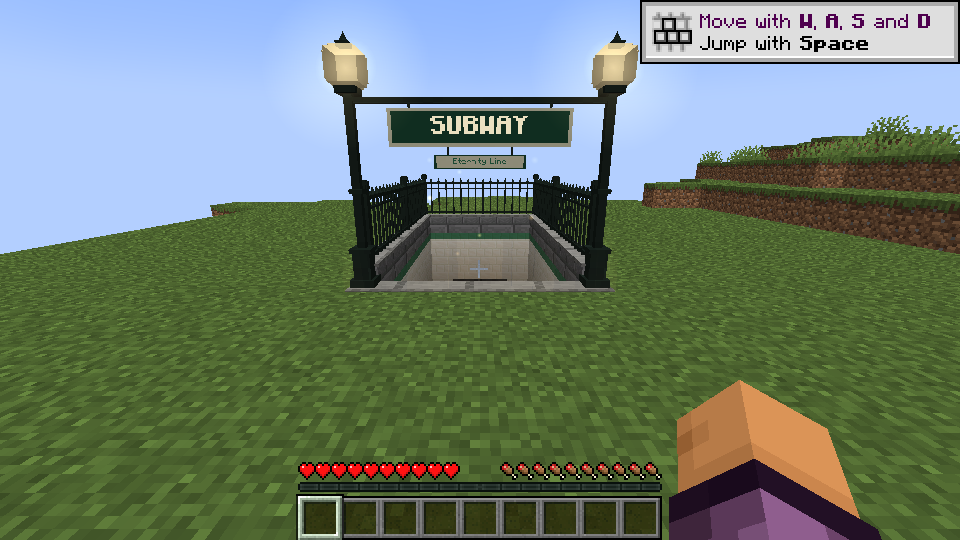 Move with W, A, S and D
Jump with Space
SUBWAY
Eternity Line